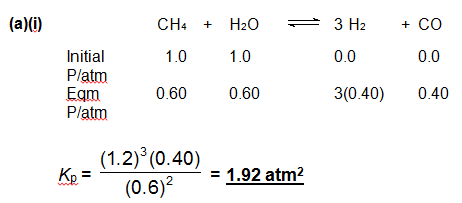 (a)(i) CH₄ + H₂O ⇌ 3 H₂ + CO
Initial 1.0 1.0 0.0 0.0
P/atm
Eqm 0.60 0.60 3(0.40) 0.40
P/atm
Kp = (1.2)³(0.40) / (0.6)² = 1.92 atm²